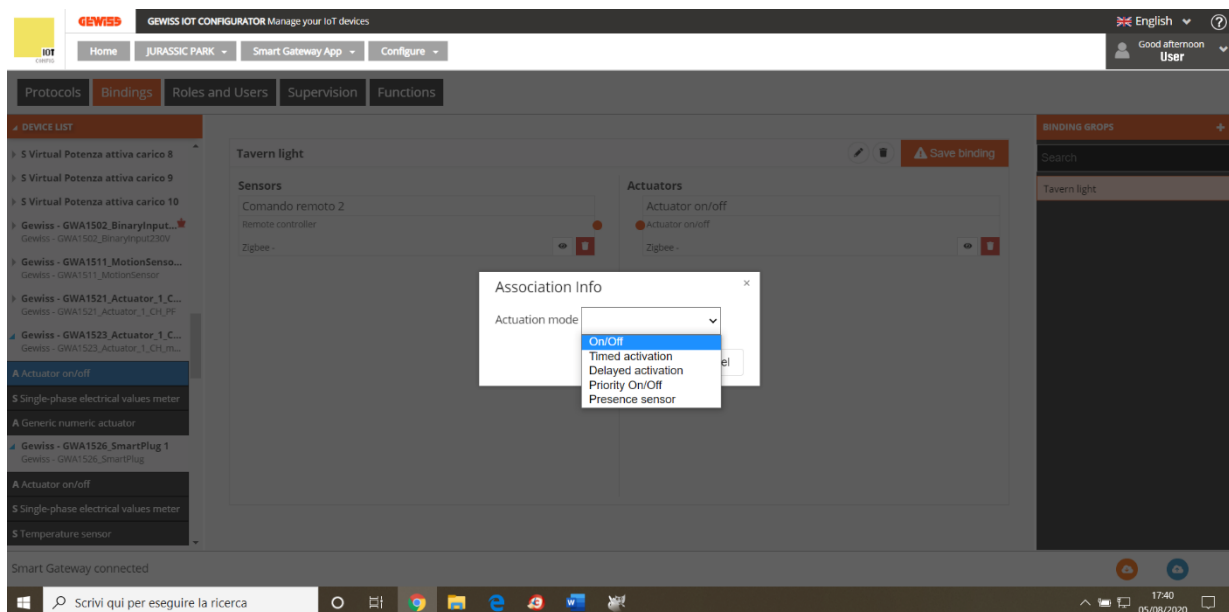 GEWISS
GEWISS IOT CONFIGURATOR Manage your IoT devices
English
?
IOT
CONFIG
Home
JURASSIC PARK
Smart Gateway App
Configure
Good afternoon
User
Protocols
Bindings
Roles and Users
Supervision
Functions
DEVICE LIST
S Virtual Potenza attiva carico 8
S Virtual Potenza attiva carico 9
S Virtual Potenza attiva carico 10
Gewiss - GWA1502_BinaryInput...
Gewiss - GWA1502_BinaryInput230V
Gewiss - GWA1511_MotionSenso...
Gewiss - GWA1511_MotionSensor
Gewiss - GWA1521_Actuator_1_C...
Gewiss - GWA1521_Actuator_1_CH_PF
Gewiss - GWA1523_Actuator_1_C...
Gewiss - GWA1523_Actuator_1_CH_m...
A Actuator on/off
S Single-phase electrical values meter
A Generic numeric actuator
Gewiss - GWA1526_SmartPlug 1
Gewiss - GWA1526_SmartPlug
A Actuator on/off
S Single-phase electrical values meter
S Temperature sensor
Tavern light
Save binding
Sensors
Comando remoto 2
Remote controller
Zigbee -
Actuators
Actuator on/off
Actuator on/off
Zigbee -
Association Info
×
Actuation mode
On/Off
Timed activation
Delayed activation
Priority On/Off
Presence sensor
el
BINDING GROPS
+
Search
Tavern light
Smart Gateway connected
Scrivi qui per eseguire la ricerca
17:40
05/08/2020